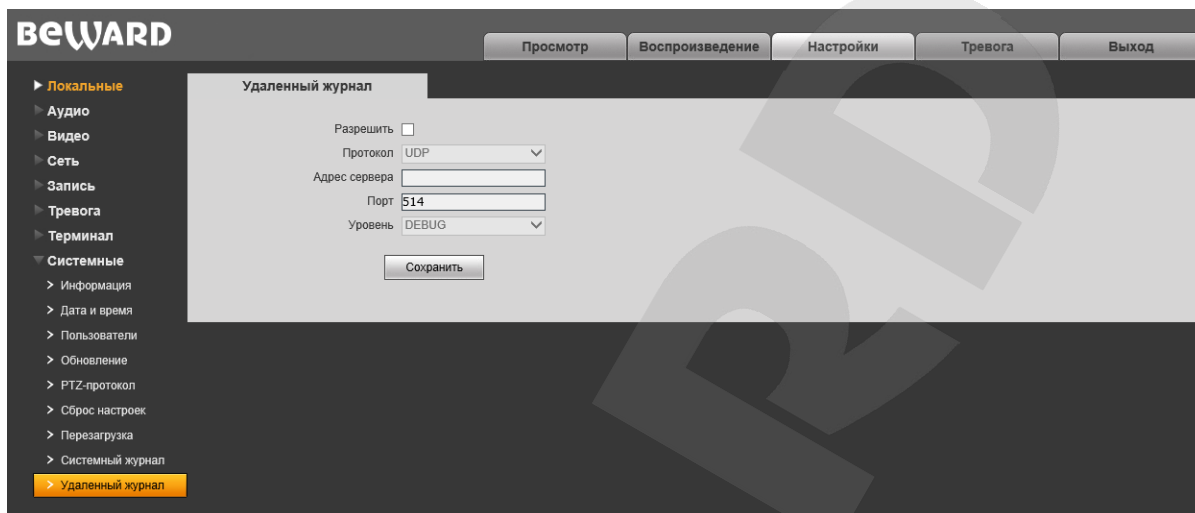 BEWARD
Просмотр
Воспроизведение
Настройки
Тревога
Выход
Локальные
Аудио
Видео
Сеть
Запись
Тревога
Терминал
Системные
Информация
Дата и время
Пользователи
Обновление
PTZ-протокол
Сброс настроек
Перезагрузка
Системный журнал
Удаленный журнал
Удаленный журнал
Разрешить
Протокол UDP
Адрес сервера
Порт 514
Уровень DEBUG
Сохранить
RD